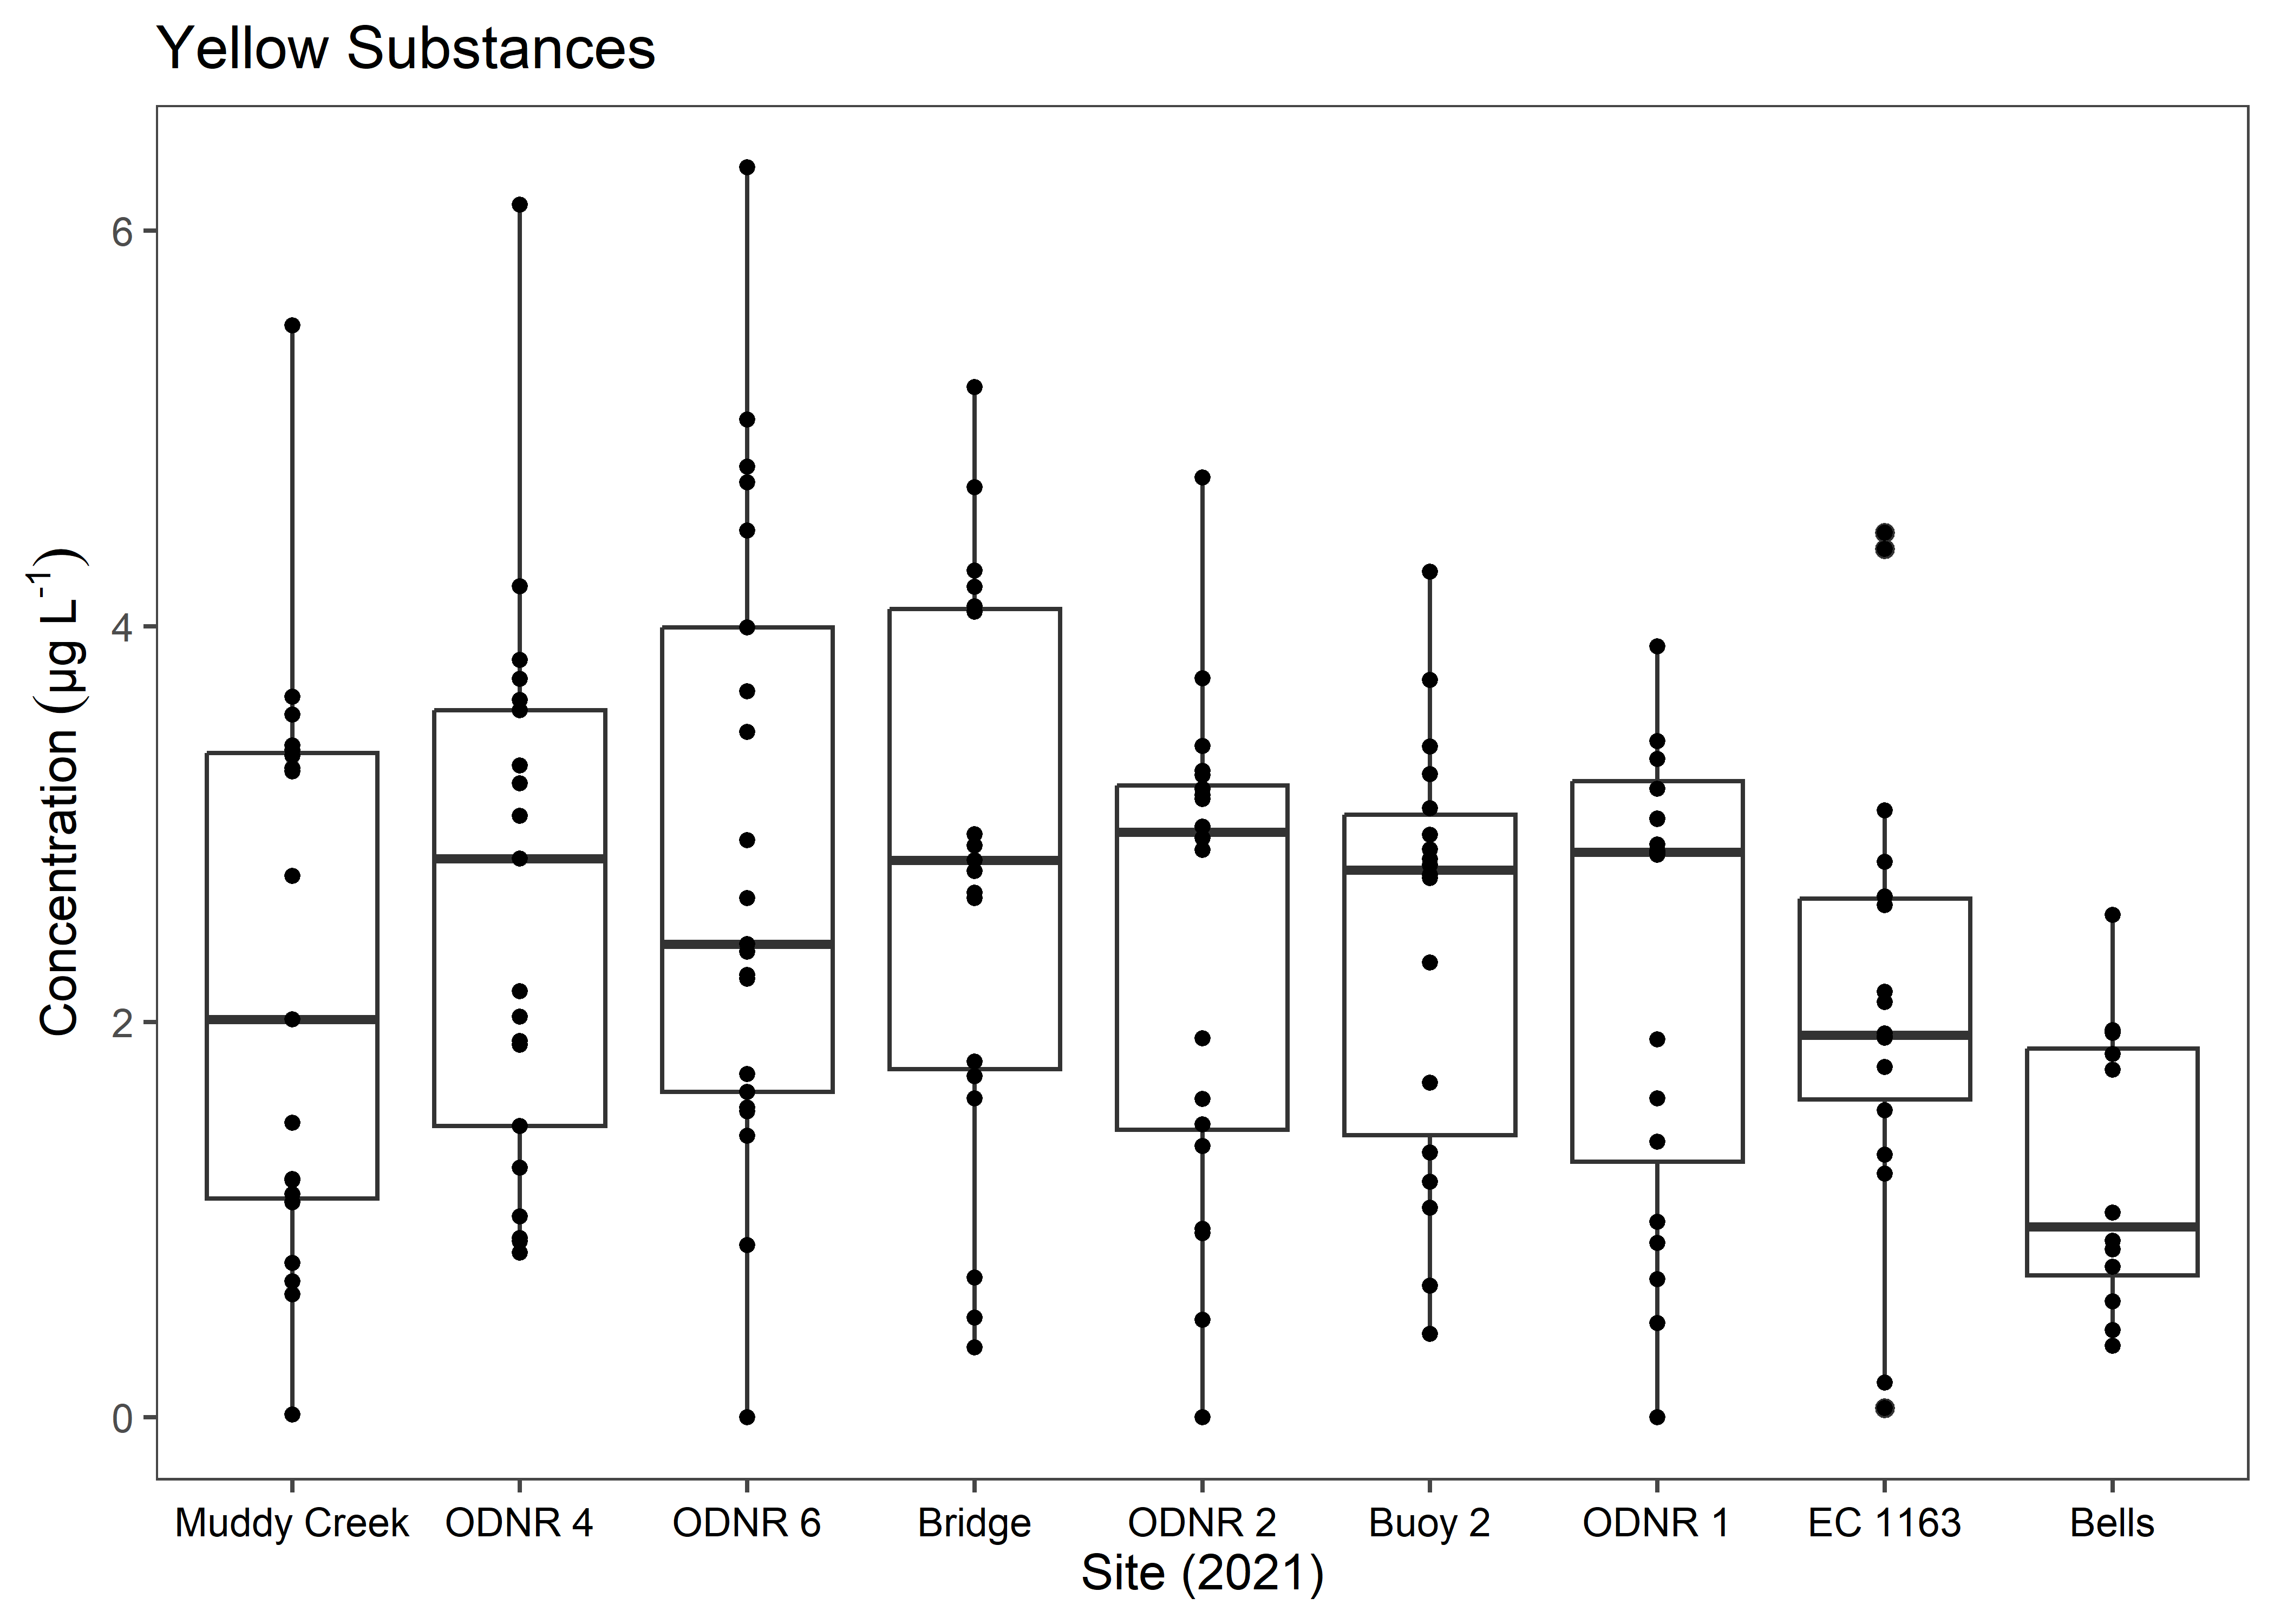 Yellow Substances
Concentration (µg L⁻¹)
6
4
2
0
Muddy Creek ODNR 4 ODNR 6 Bridge ODNR 2 Buoy 2 ODNR 1 EC 1163 Bells
Site (2021)